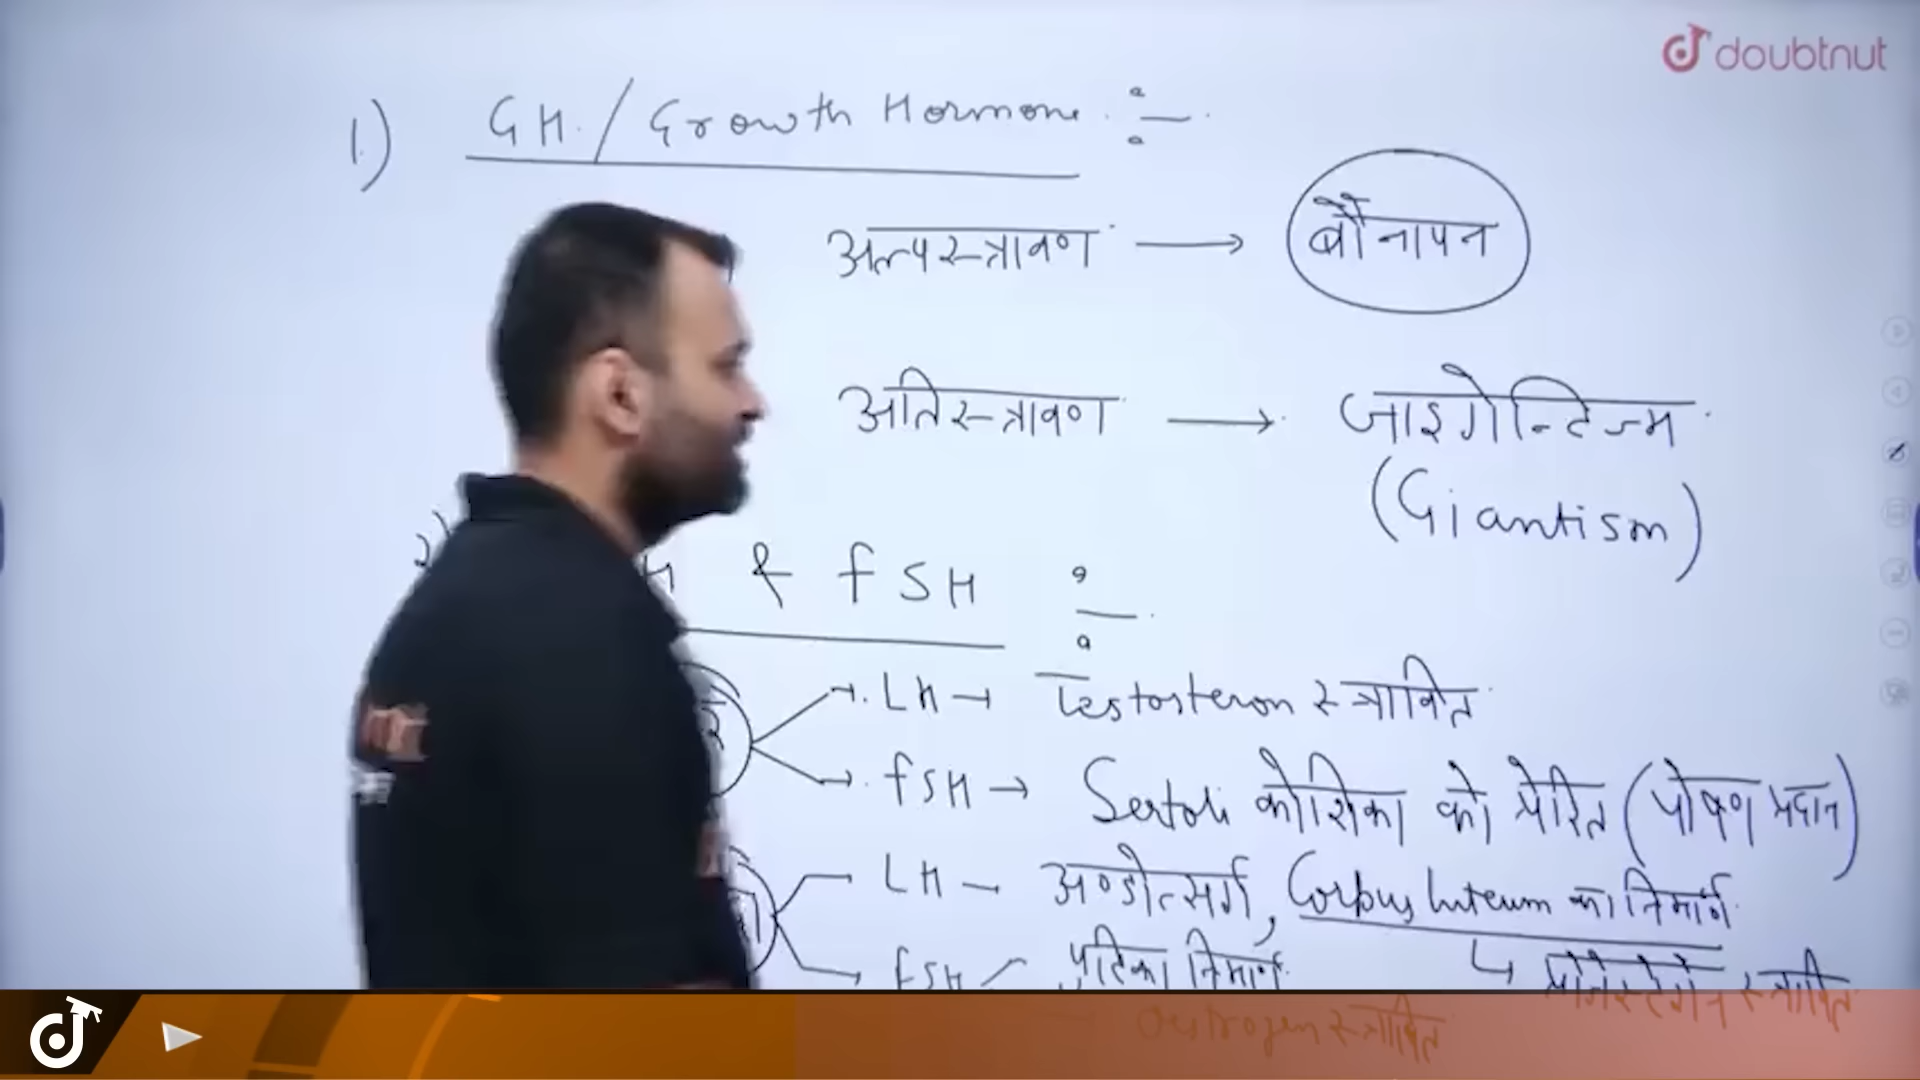 doubtnut
1.) GH. / Growth Hormone :-
अल्पस्त्रावण → बौनापन
अतिस्त्रावण → जाइगेन्टिज्म
(Giantism)
2) H & FSH :-
LH → Testosteron स्त्रावित
FSH → Sertoli कोशिका को प्रेरित (पोषण प्रदान)
LH → अण्डोत्सर्ग, Corpus luteum का निर्माण
FSH पुटिका निर्माण ↳ प्रोजेस्टेरोन स्त्रावित
Oestrogen स्त्रावित